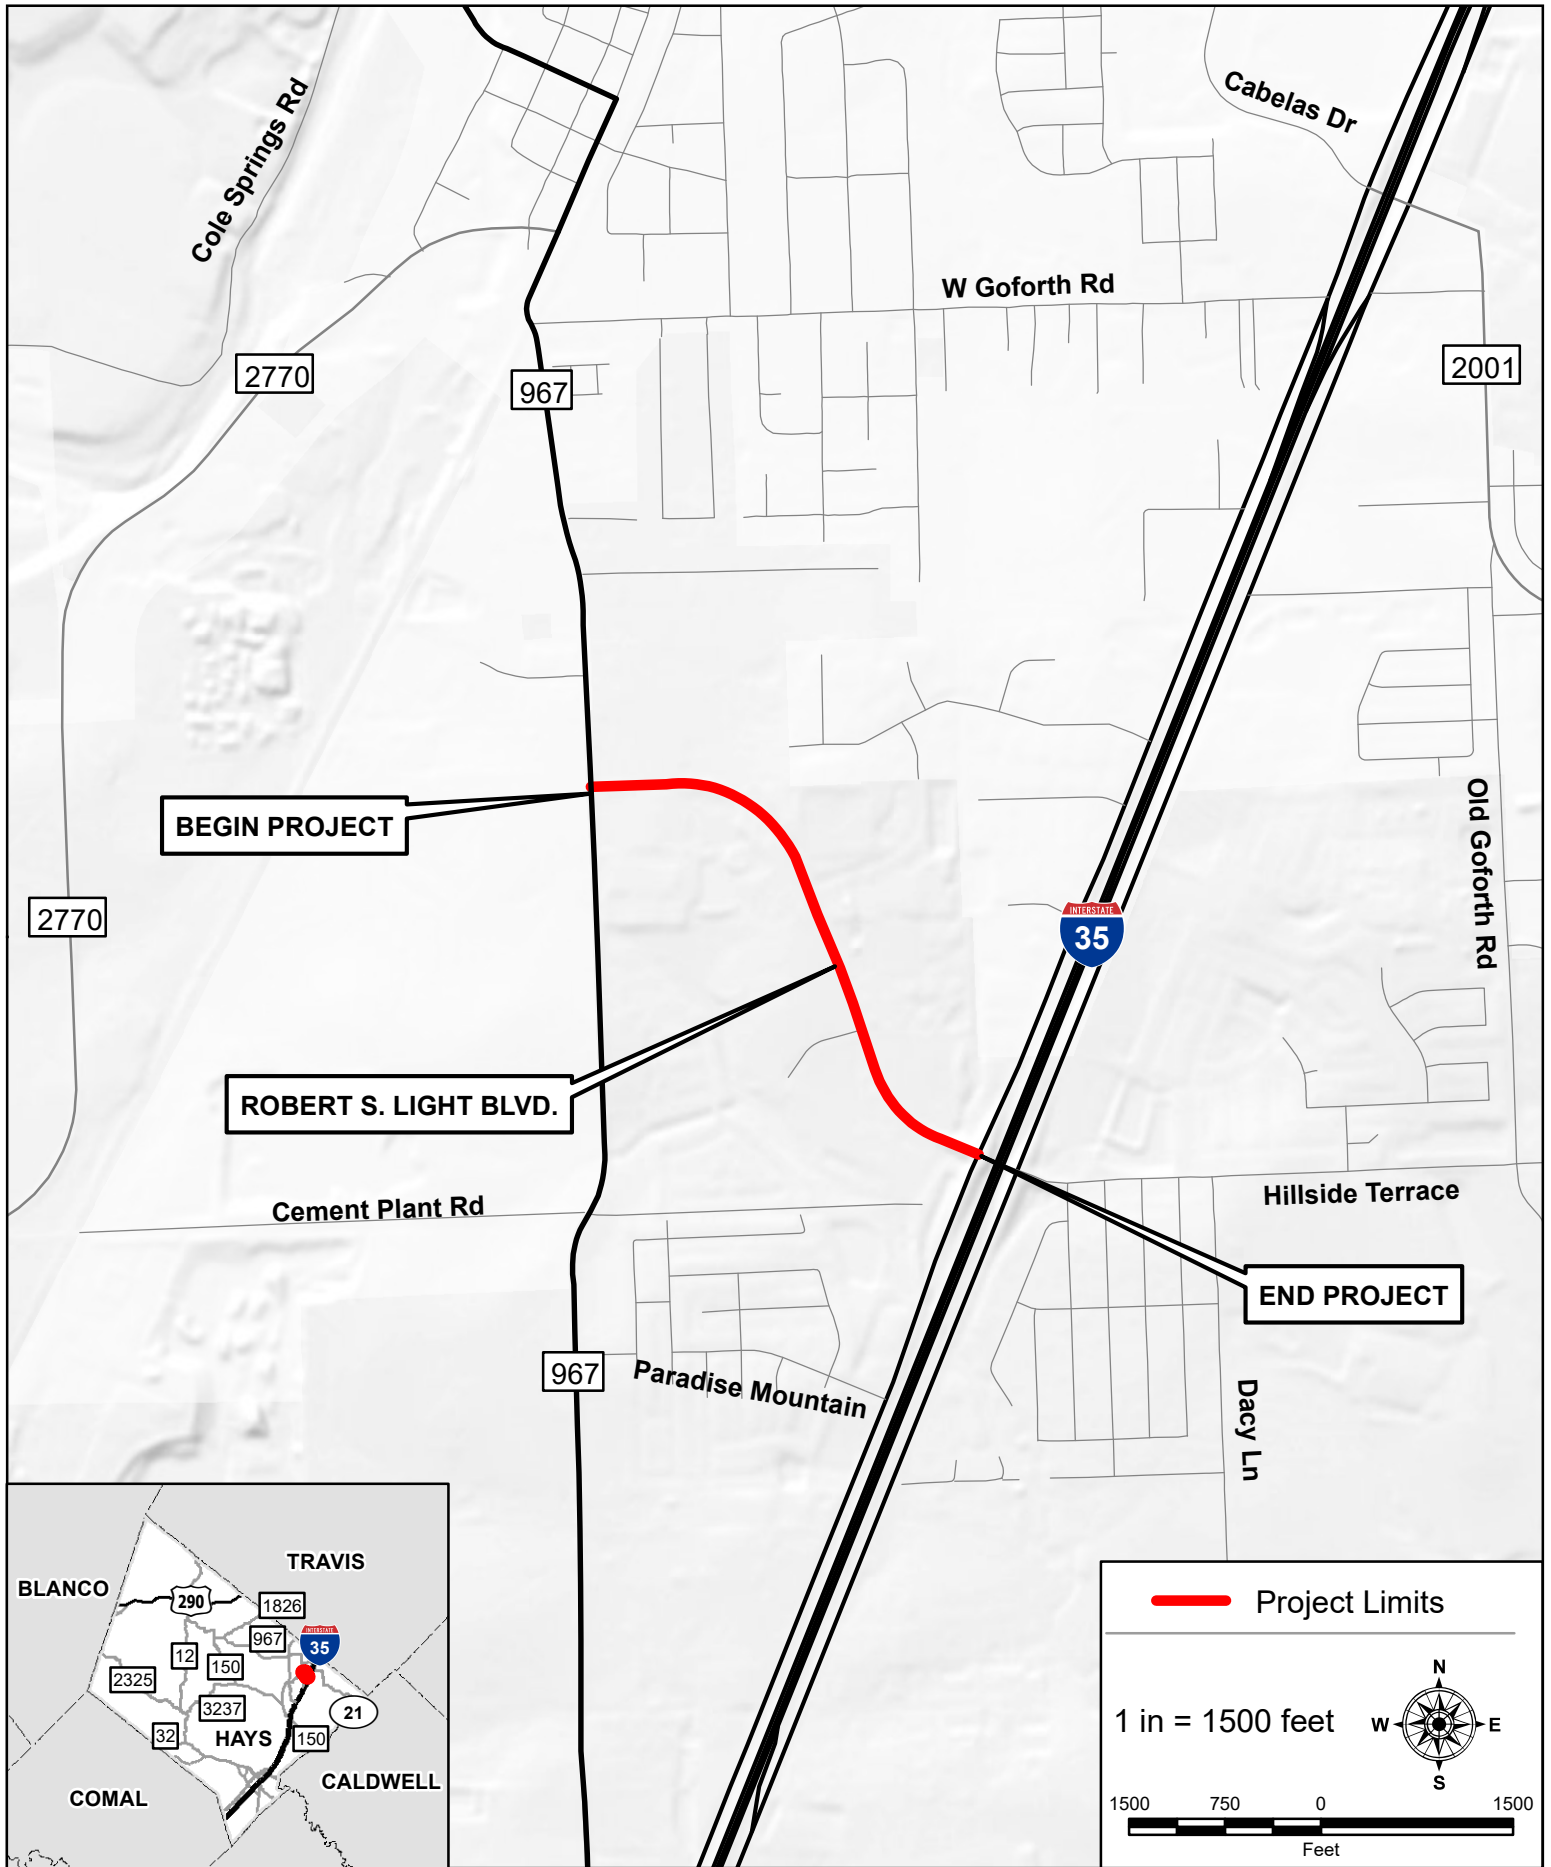 Cole Springs Rd
Cabelas Dr
W Goforth Rd
2770
967
2001
BEGIN PROJECT
Old Goforth Rd
2770
INTERSTATE
35
ROBERT S. LIGHT BLVD.
Cement Plant Rd
Hillside Terrace
END PROJECT
967
Paradise Mountain
Dacy Ln
TRAVIS
BLANCO
290
1826
967
INTERSTATE
35
12
150
2325
3237
21
32
HAYS
150
CALDWELL
COMAL
Project Limits
1 in = 1500 feet
N
W
E
S
1500 750 0 1500
Feet